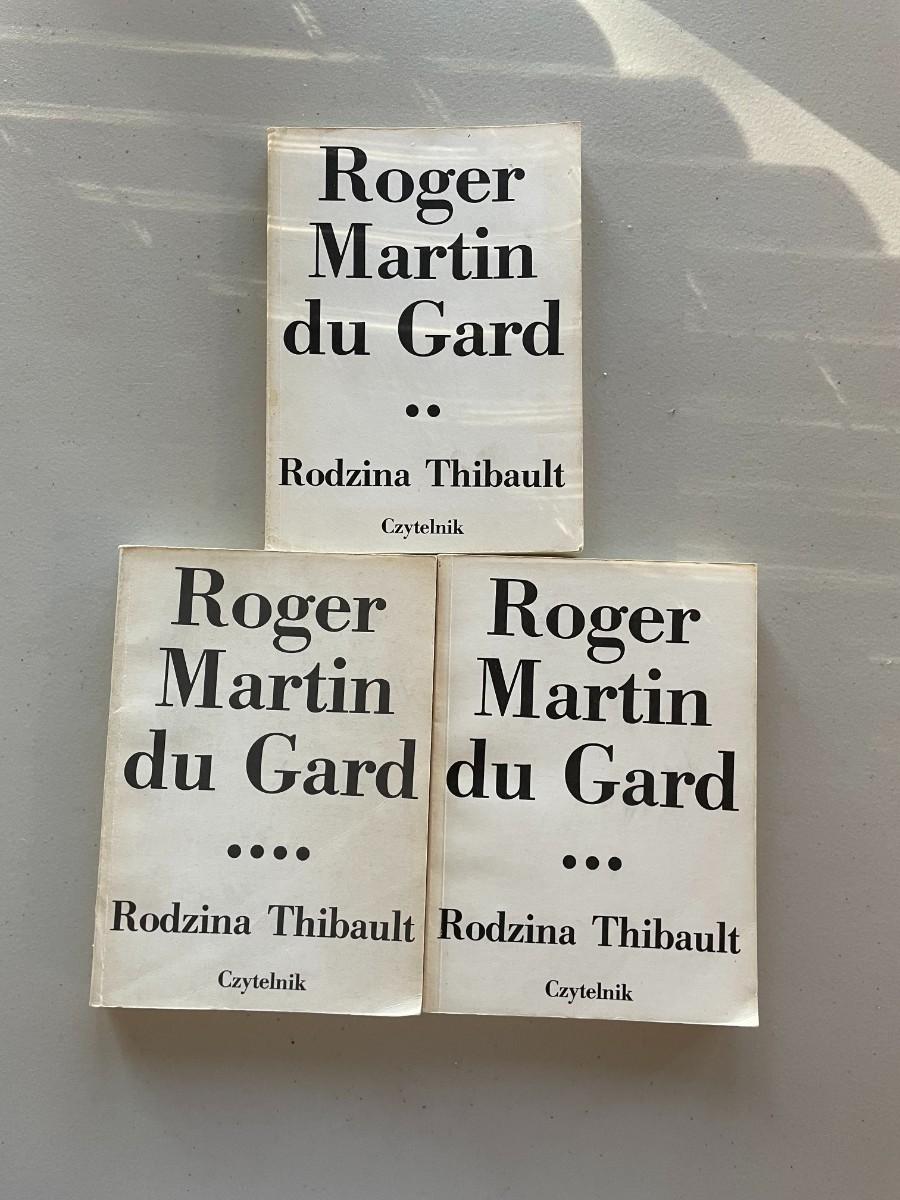 Roger
Martin
du Gard
••
Rodzina Thibault
Czytelnik
Roger
Martin
du Gard
••••
Rodzina Thibault
Czytelnik
Roger
Martin
du Gard
•••
Rodzina Thibault
Czytelnik